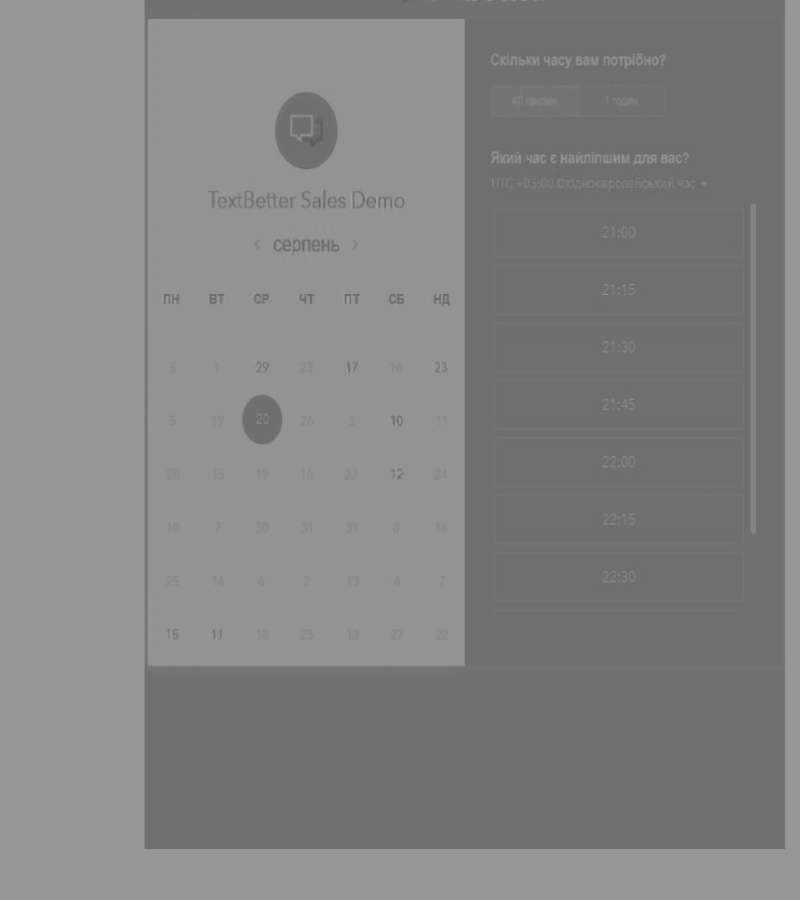 TextBetter Sales Demo
серпень
ПН ВТ СР ЧТ ПТ СБ НД
5 1 29 23 17 16 23
5 19 20 26 3 10 11
28 15 19 16 23 12 24
10 7 30 31 31 8 16
25 14 6 2 13 4 7
15 11 18 25 13 27 22
Скільки часу вам потрібно?
40 хвилин 1 годин
Який час є найліпшим для вас?
UTC +03:00 Східноєвропейський час
21:00
21:15
21:30
21:45
22:00
22:15
22:30